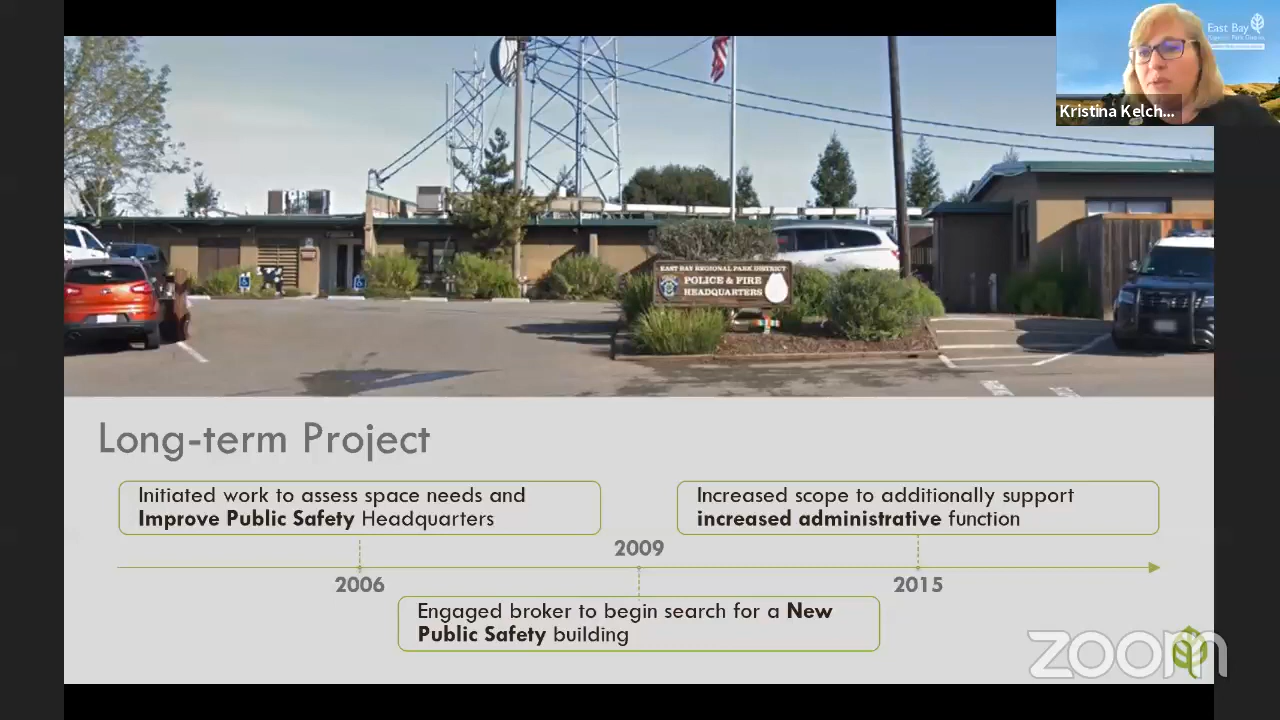 East Bay
Kristina Kelch...
EAST BAY REGIONAL PARK DISTRICT
POLICE & FIRE
HEADQUARTERS
Long-term Project
Initiated work to assess space needs and
Improve Public Safety Headquarters
Increased scope to additionally support
increased administrative function
2009
2006
2015
Engaged broker to begin search for a New
Public Safety building
zoom